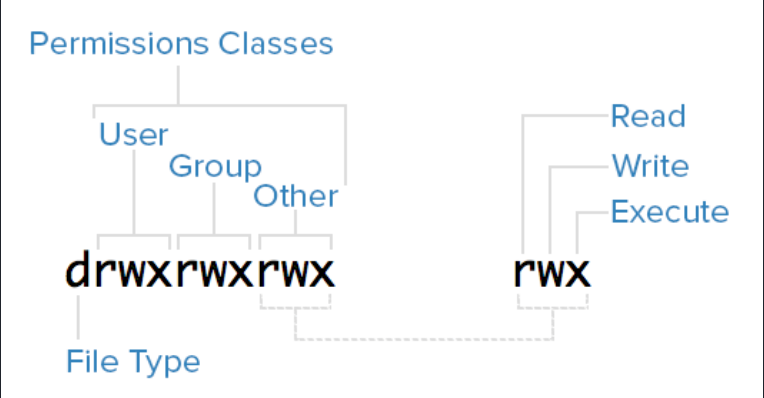 Permissions Classes
User
Group
Other
drwxrwxrwx
File Type
Read
Write
Execute
rwx